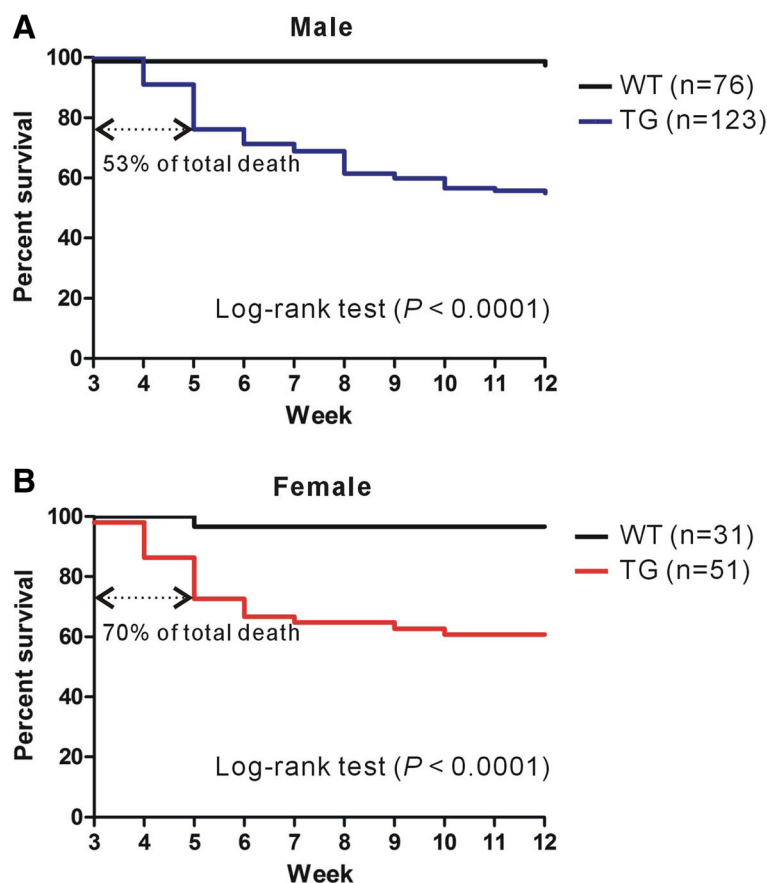 A
Male
100
80
60
40
20
0
Percent survival
53% of total death
Log-rank test (P < 0.0001)
3 4 5 6 7 8 9 10 11 12
Week
WT (n=76)
TG (n=123)
B
Female
100
80
60
40
20
0
Percent survival
70% of total death
Log-rank test (P < 0.0001)
3 4 5 6 7 8 9 10 11 12
Week
WT (n=31)
TG (n=51)